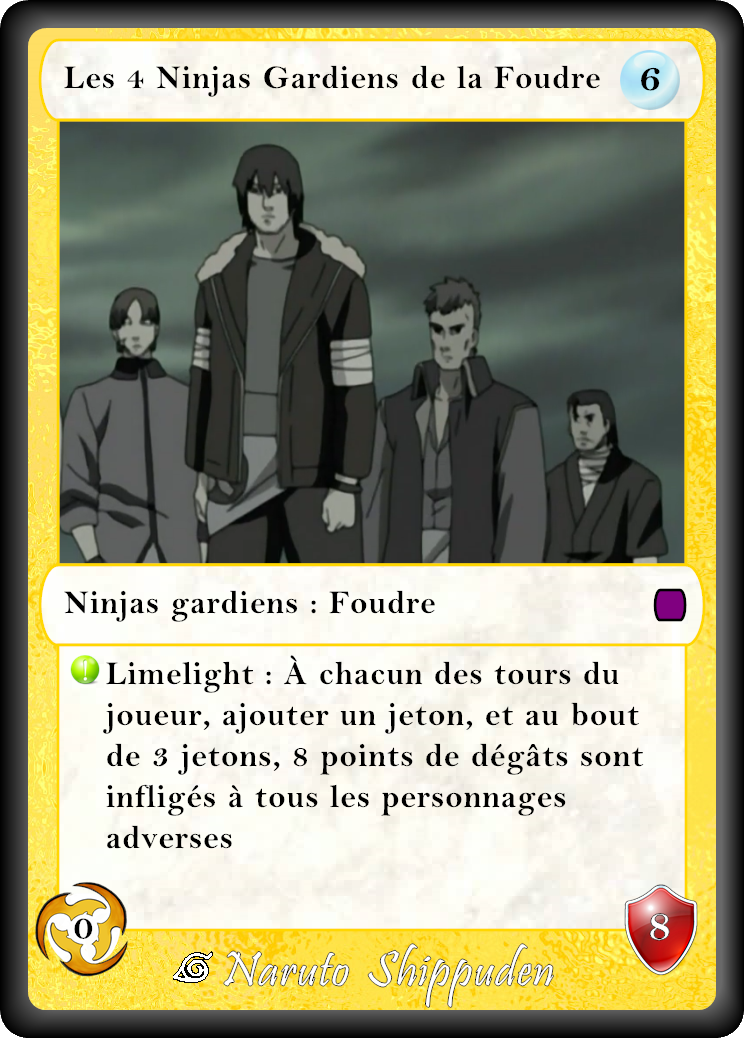 Les 4 Ninjas Gardiens de la Foudre 6
Ninjas gardiens : Foudre
! Limelight : À chacun des tours du
joueur, ajouter un jeton, et au bout
de 3 jetons, 8 points de dégâts sont
infligés à tous les personnages
adverses
0
8
Naruto Shippuden